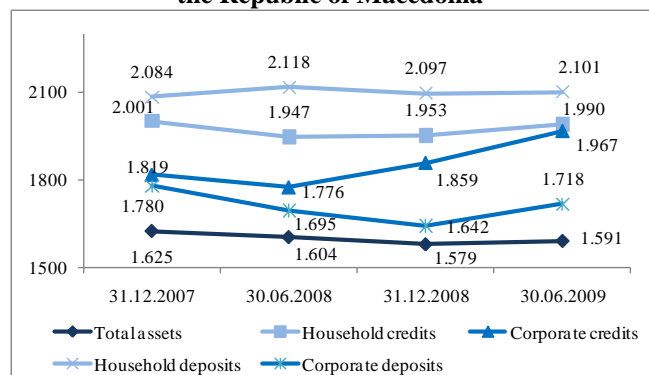 the Republic of Macedonia
2.084 2.118 2.097 2.101
2100
2.001 1.947 1.953 1.990
1.967
1.819 1.776 1.859
1800
1.780 1.695 1.642 1.718
1.625 1.604 1.579 1.591
1500
31.12.2007 30.06.2008 31.12.2008 30.06.2009
Total assets Household credits Corporate credits
Household deposits Corporate deposits